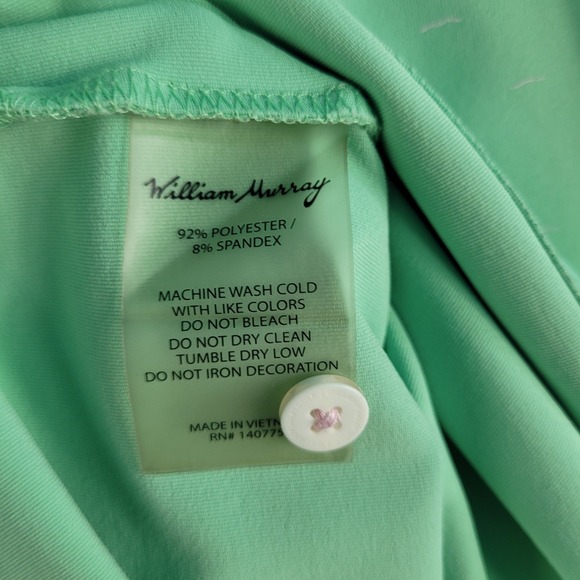 William Murray
92% POLYESTER /
8% SPANDEX
MACHINE WASH COLD
WITH LIKE COLORS
DO NOT BLEACH
DO NOT DRY CLEAN
TUMBLE DRY LOW
DO NOT IRON DECORATION
MADE IN
RN#